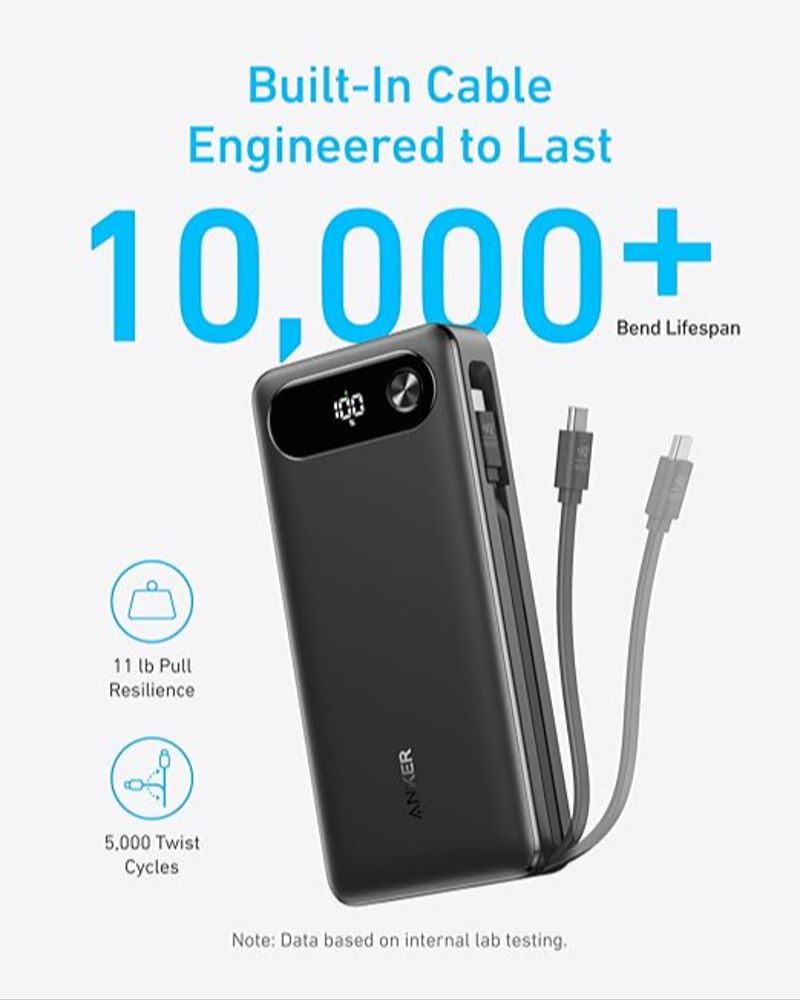 Built-In Cable
Engineered to Last
10,000+
Bend Lifespan
100
%
11 lb Pull
Resilience
ANKER
5,000 Twist
Cycles
Note: Data based on internal lab testing.